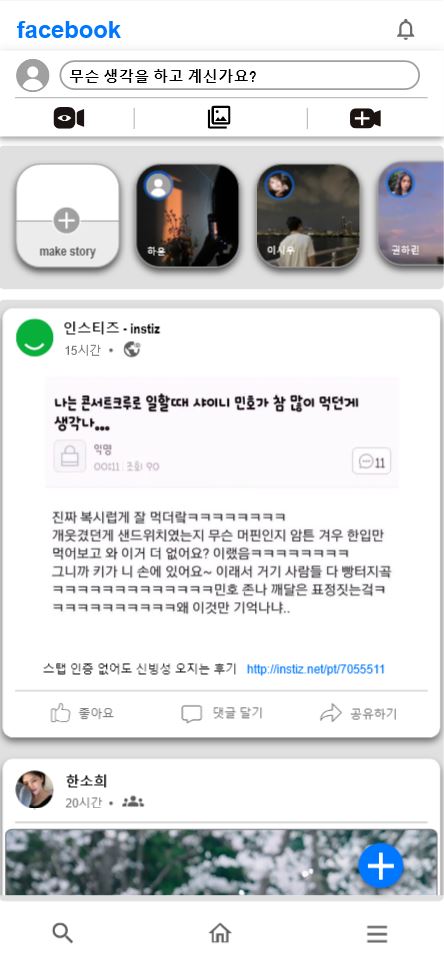 facebook
무슨 생각을 하고 계신가요?
make story
하윤
이시우
권하린
인스티즈 - instiz
15시간 •
나는 콘서트크루로 일할때 샤이니 민호가 참 많이 먹던게
생각나...
익명
00:11 | 조회 90
11
진짜 복시럽게 잘 먹더랔ㅋㅋㅋㅋㅋㅋㅋㅋ
개웃겼던게 샌드위치였는지 무슨 머핀인지 암튼 겨우 한입만
먹어보고 와 이거 더 없어요? 이랬음ㅋㅋㅋㅋㅋㅋㅋㅋ
그니까 키가 니 손에 있어요~ 이래서 거기 사람들 다 빵터지곸
ㅋㅋㅋㅋㅋㅋㅋㅋㅋㅋㅋㅋㅋ민호 존나 깨달은 표정짓는걐ㅋ
ㅋㅋㅋㅋㅋㅋㅋㅋㅋㅋ왜 이것만 기억나냐..
스탭 인증 없어도 신빙성 오지는 후기 http://instiz.net/pt/7055511
좋아요
댓글 달기
공유하기
한소희
20시간 •